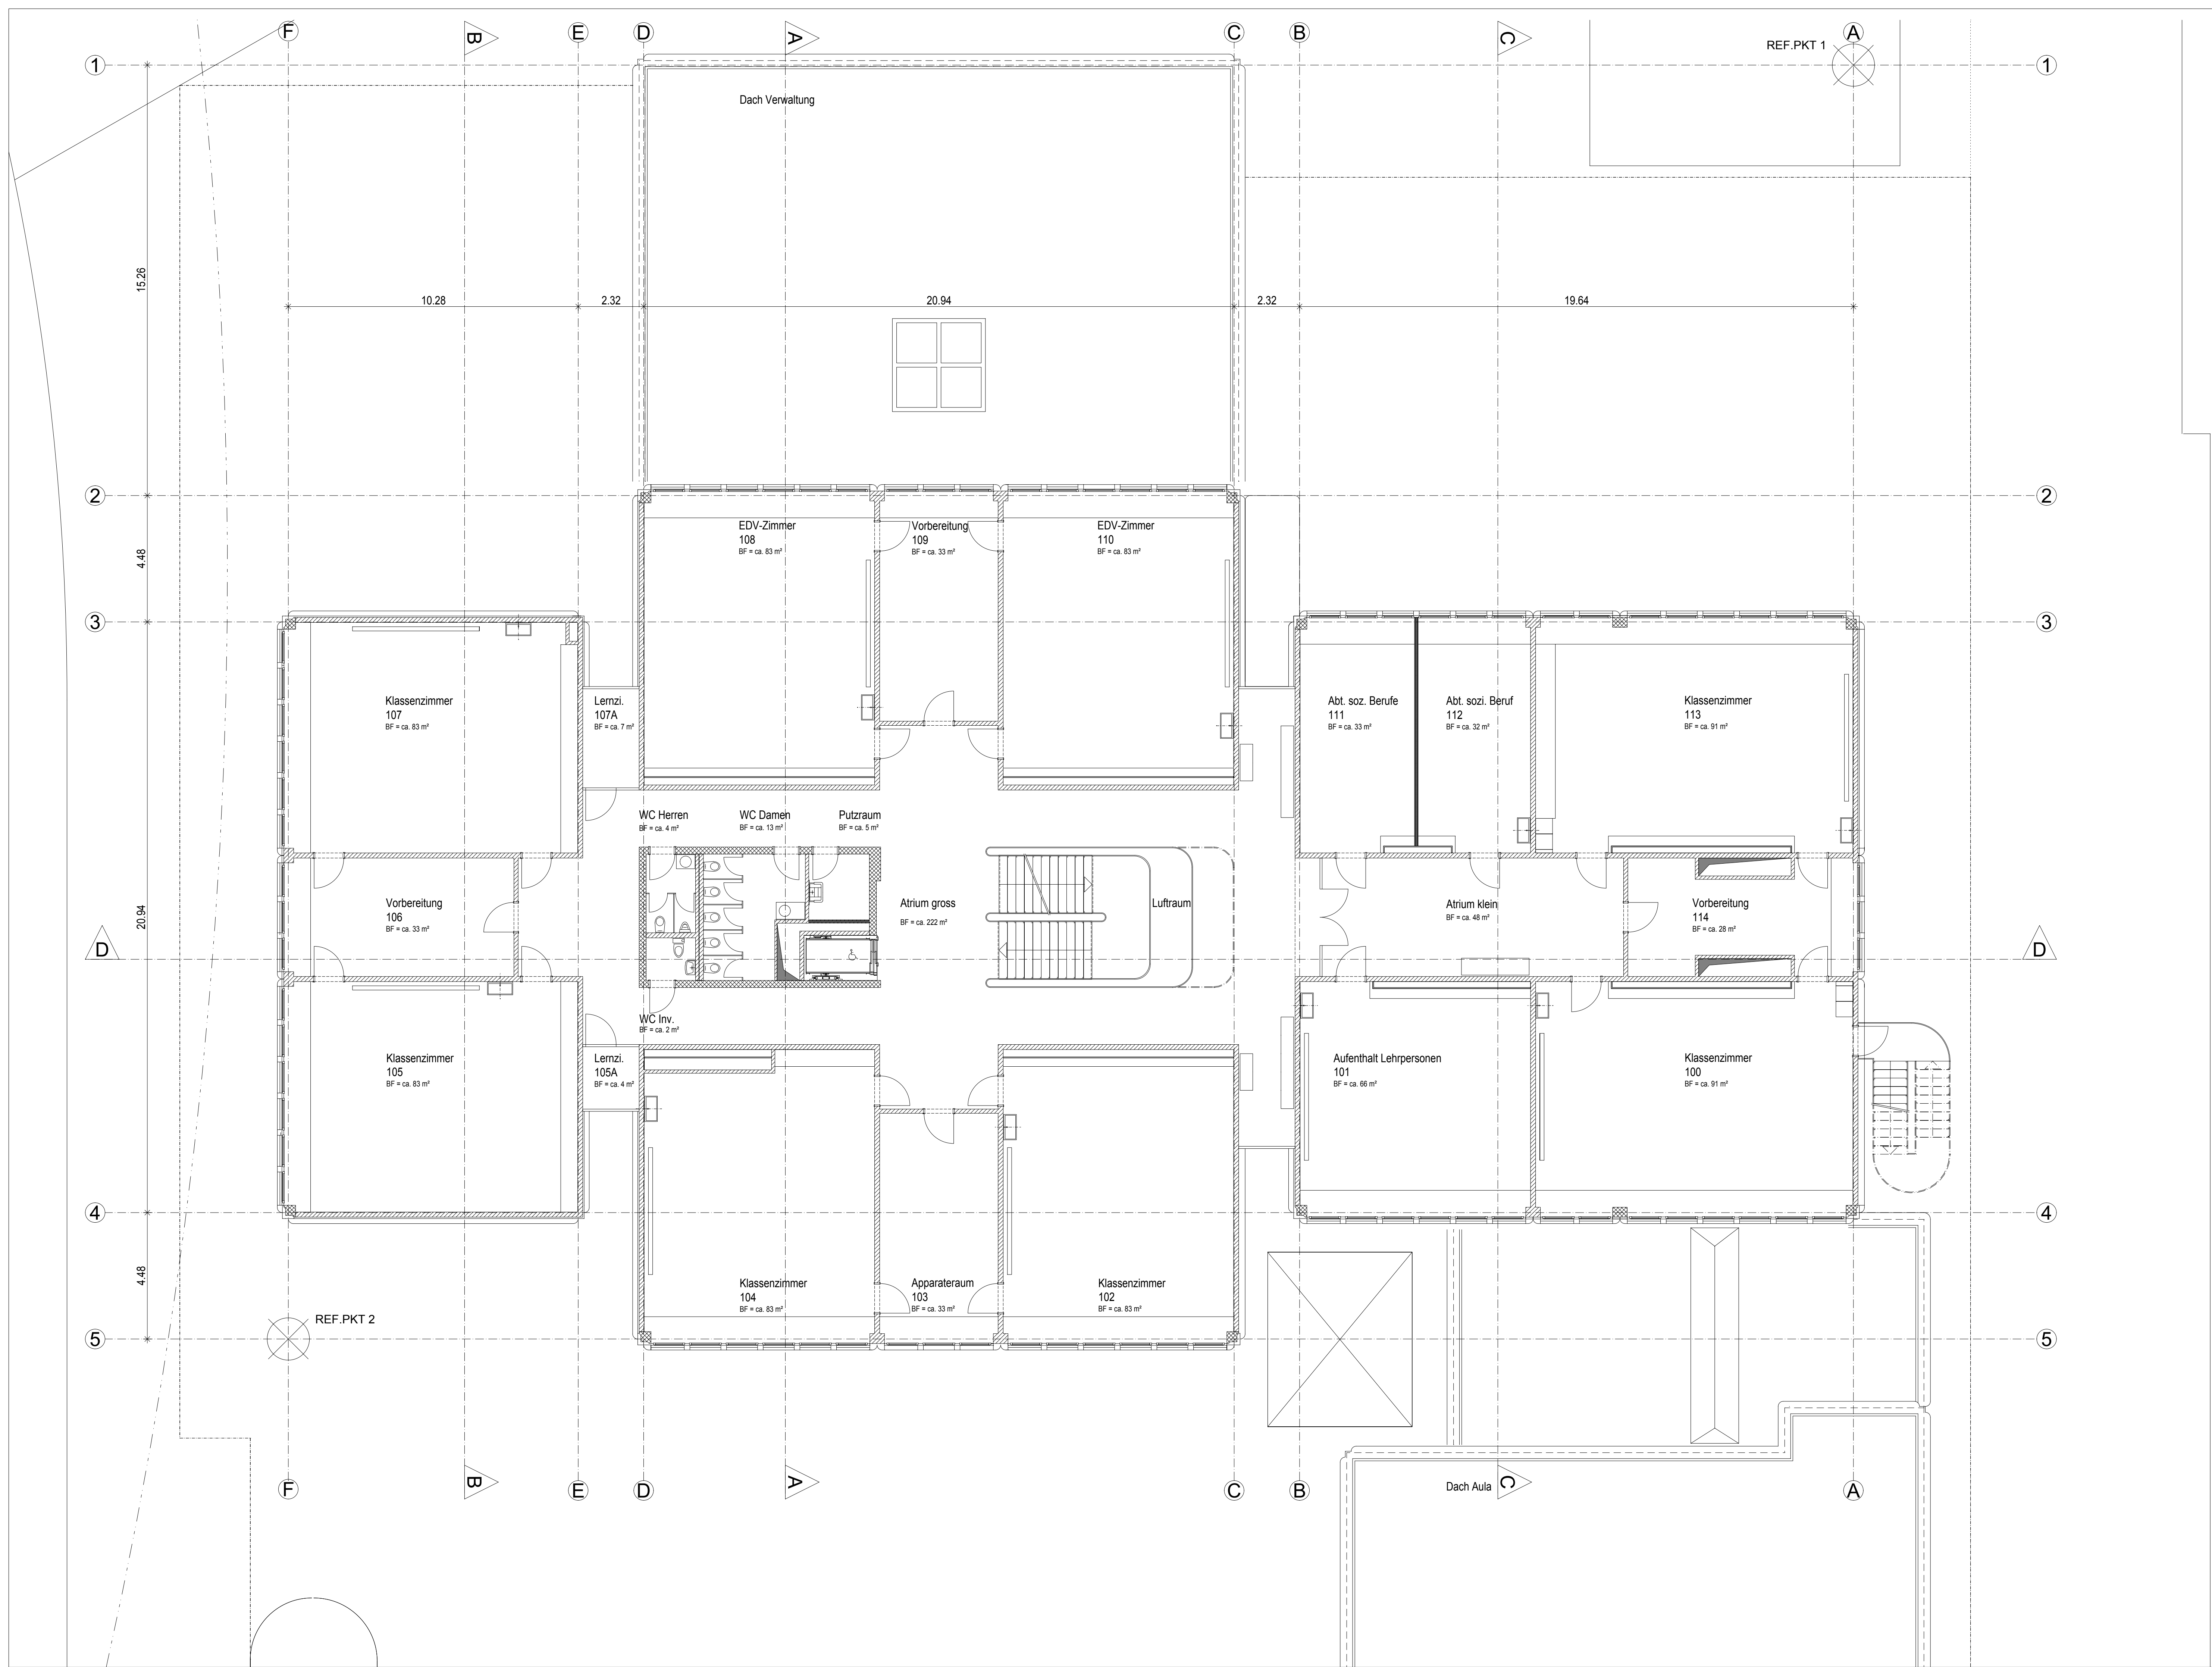 F
B
E
D
A
C
B
C
A
REF.PKT 1
1
1
Dach Verwaltung
15.26
10.28
2.32
20.94
2.32
19.64
2
2
EDV-Zimmer
108
BF = ca. 83 m²
Vorbereitung
109
BF = ca. 33 m²
EDV-Zimmer
110
BF = ca. 83 m²
4.48
3
3
Klassenzimmer
107
BF = ca. 83 m²
Lernzi.
107A
BF = ca. 7 m²
Abt. soz. Berufe
111
BF = ca. 33 m²
Abt. sozi. Beruf
112
BF = ca. 32 m²
Klassenzimmer
113
BF = ca. 91 m²
WC Herren
BF = ca. 4 m²
WC Damen
BF = ca. 13 m²
Putzraum
BF = ca. 5 m²
20.94
Vorbereitung
106
BF = ca. 33 m²
Atrium gross
BF = ca. 222 m²
Luftraum
Atrium klein
BF = ca. 48 m²
Vorbereitung
114
BF = ca. 28 m²
D
D
WC Inv.
BF = ca. 2 m²
Klassenzimmer
105
BF = ca. 83 m²
Lernzi.
105A
BF = ca. 4 m²
Aufenthalt Lehrpersonen
101
BF = ca. 66 m²
Klassenzimmer
100
BF = ca. 91 m²
4
4
4.48
Klassenzimmer
104
BF = ca. 83 m²
Apparateraum
103
BF = ca. 33 m²
Klassenzimmer
102
BF = ca. 83 m²
REF.PKT 2
5
5
Dach Aula
F
B
E
D
A
C
B
C
A